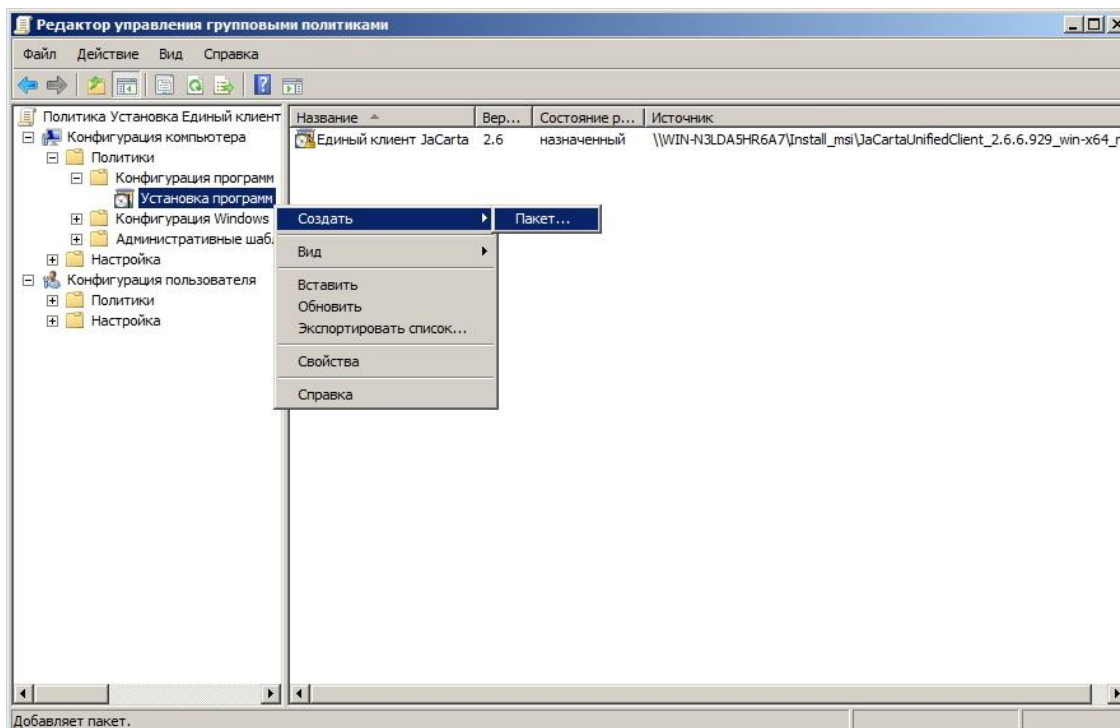 Редактор управления групповыми политиками
Файл Действие Вид Справка
Политика Установка Единый клиент
Конфигурация компьютера
Политики
Конфигурация программ
Установка программ
Конфигурация Windows
Административные шаб.
Настройка
Конфигурация пользователя
Политики
Настройка
Название Вер... Состояние р... Источник
Единый клиент JaCarta 2.6 назначенный \\WIN-N3LDA5HR6A7\Install_msi\JaCartaUnifiedClient_2.6.6.929_win-x64_r
Создать
Пакет...
Вид
Вставить
Обновить
Экспортировать список...
Свойства
Справка
Добавляет пакет.